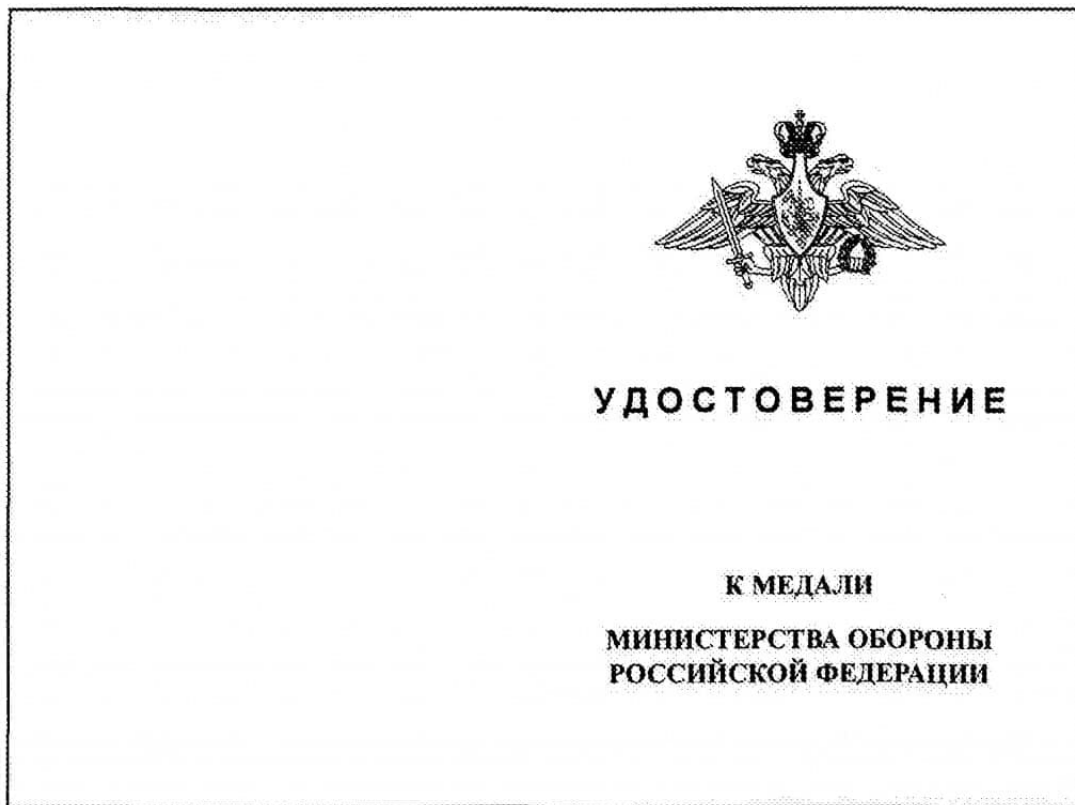 УДОСТОВЕРЕНИЕ
К МЕДАЛИ
МИНИСТЕРСТВА ОБОРОНЫ
РОССИЙСКОЙ ФЕДЕРАЦИИ